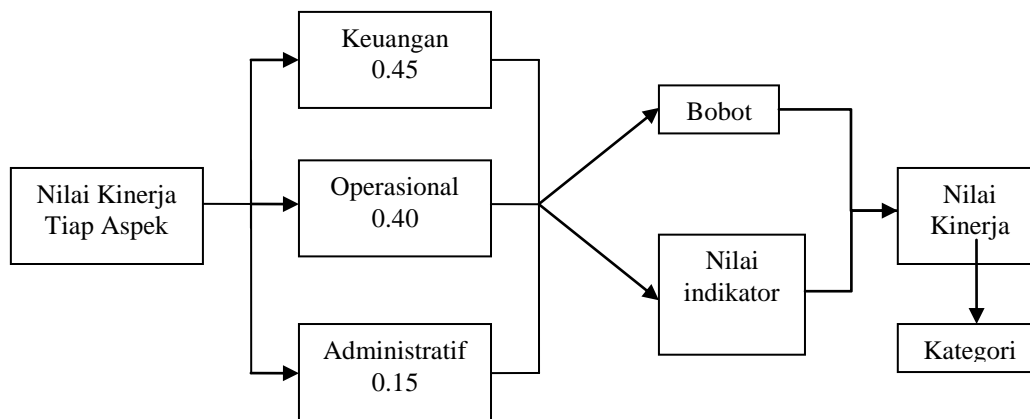 Nilai Kinerja
Tiap Aspek
Keuangan
0.45
Operasional
0.40
Administratif
0.15
Bobot
Nilai
indikator
Nilai
Kinerja
Kategori